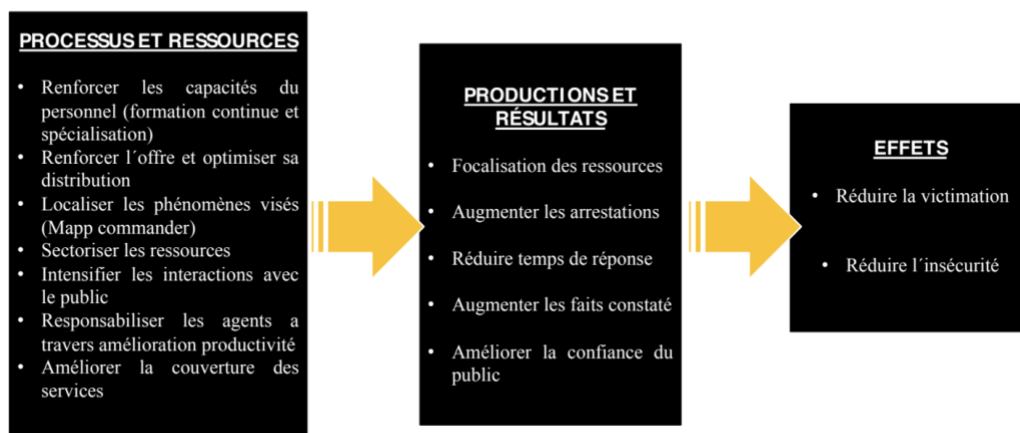 PROCESSUS ET RESSOURCES
• Renforcer les capacités du
personnel (formation continue et
spécialisation)
• Renforcer l´offre et optimiser sa
distribution
• Localiser les phénomènes visés
(Mapp commander)
• Sectoriser les ressources
• Intensifier les interactions avec
le public
• Responsabiliser les agents a
travers amélioration productivité
• Améliorer la couverture des
services
PRODUCTIONS ET
RÉSULTATS
• Focalisation des ressources
• Augmenter les arrestations
• Réduire temps de réponse
• Augmenter les faits constaté
• Améliorer la confiance du
public
EFFETS
• Réduire la victimation
• Réduire l´insécurité